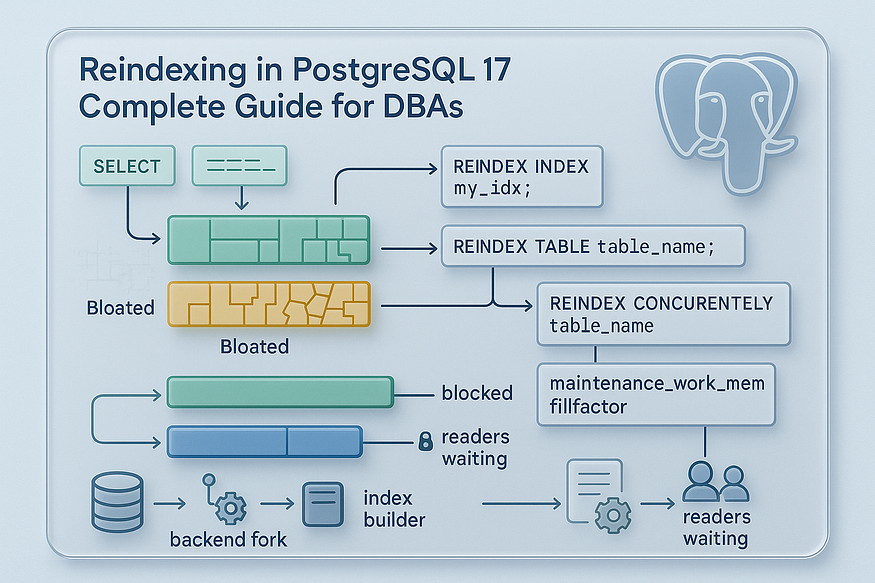 Reindexing in PostgreSQL 17
Complete Guide for DBAs
SELECT
REINDEX INDEX
my_idx;
REINDEX TABLE table_name;
Bloated
Bloated
REINDEX CONCURENTELY
table_name
maintenance_work_mem
fillfactor
blocked
readers
waiting
backend fork
index
builder
readers
waiting